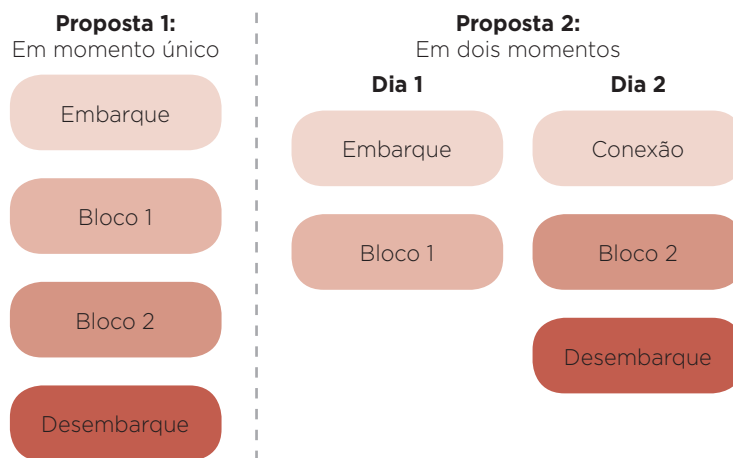 Proposta 1:
Em momento único
Embarque
Bloco 1
Bloco 2
Desembarque
Proposta 2:
Em dois momentos
Dia 1
Embarque
Bloco 1
Dia 2
Conexão
Bloco 2
Desembarque